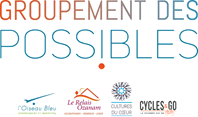 GROUPEMENT DES
POSSIBLES
l'Oiseau Bleu
Le Relais
Ozanam
CULTURES
DU CŒUR
CYCLES&GO